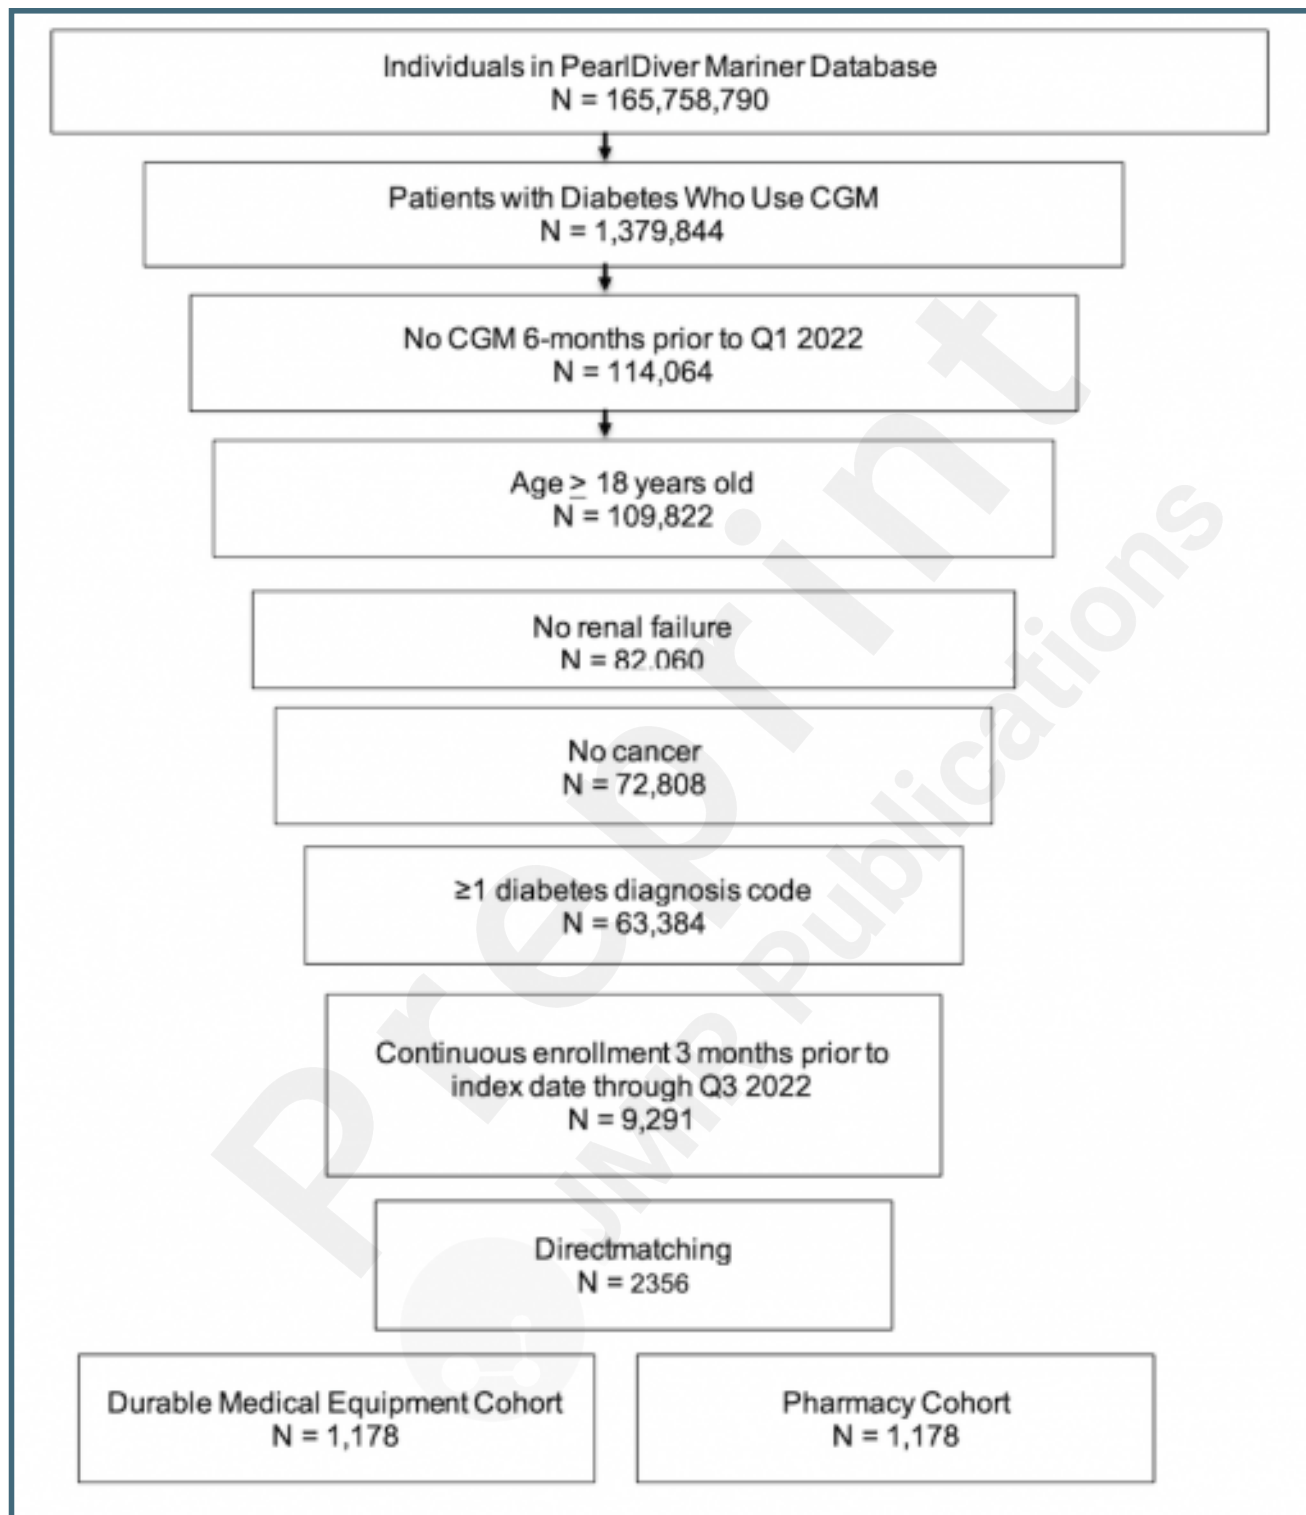 Individuals in PearlDiver Mariner Database
N = 165,758,790
Patients with Diabetes Who Use CGM
N = 1,379,844
No CGM 6-months prior to Q1 2022
N = 114,064
Age ≥ 18 years old
N = 109,822
No renal failure
N = 82,060
No cancer
N = 72,808
≥1 diabetes diagnosis code
N = 63,384
Continuous enrollment 3 months prior to
index date through Q3 2022
N = 9,291
Directmatching
N = 2356
Durable Medical Equipment Cohort
N = 1,178
Pharmacy Cohort
N = 1,178
Preprint
JMIR Publications